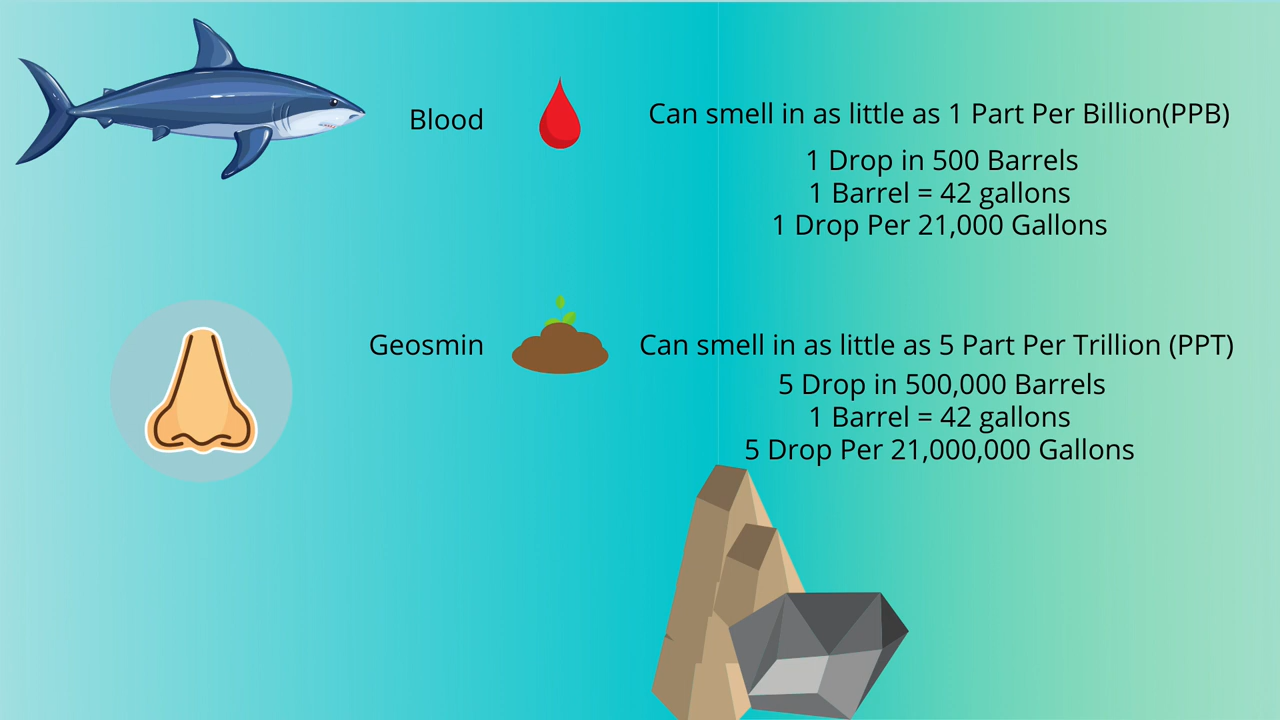 Blood
Can smell in as little as 1 Part Per Billion(PPB)
1 Drop in 500 Barrels
1 Barrel = 42 gallons
1 Drop Per 21,000 Gallons
Geosmin
Can smell in as little as 5 Part Per Trillion (PPT)
5 Drop in 500,000 Barrels
1 Barrel = 42 gallons
5 Drop Per 21,000,000 Gallons